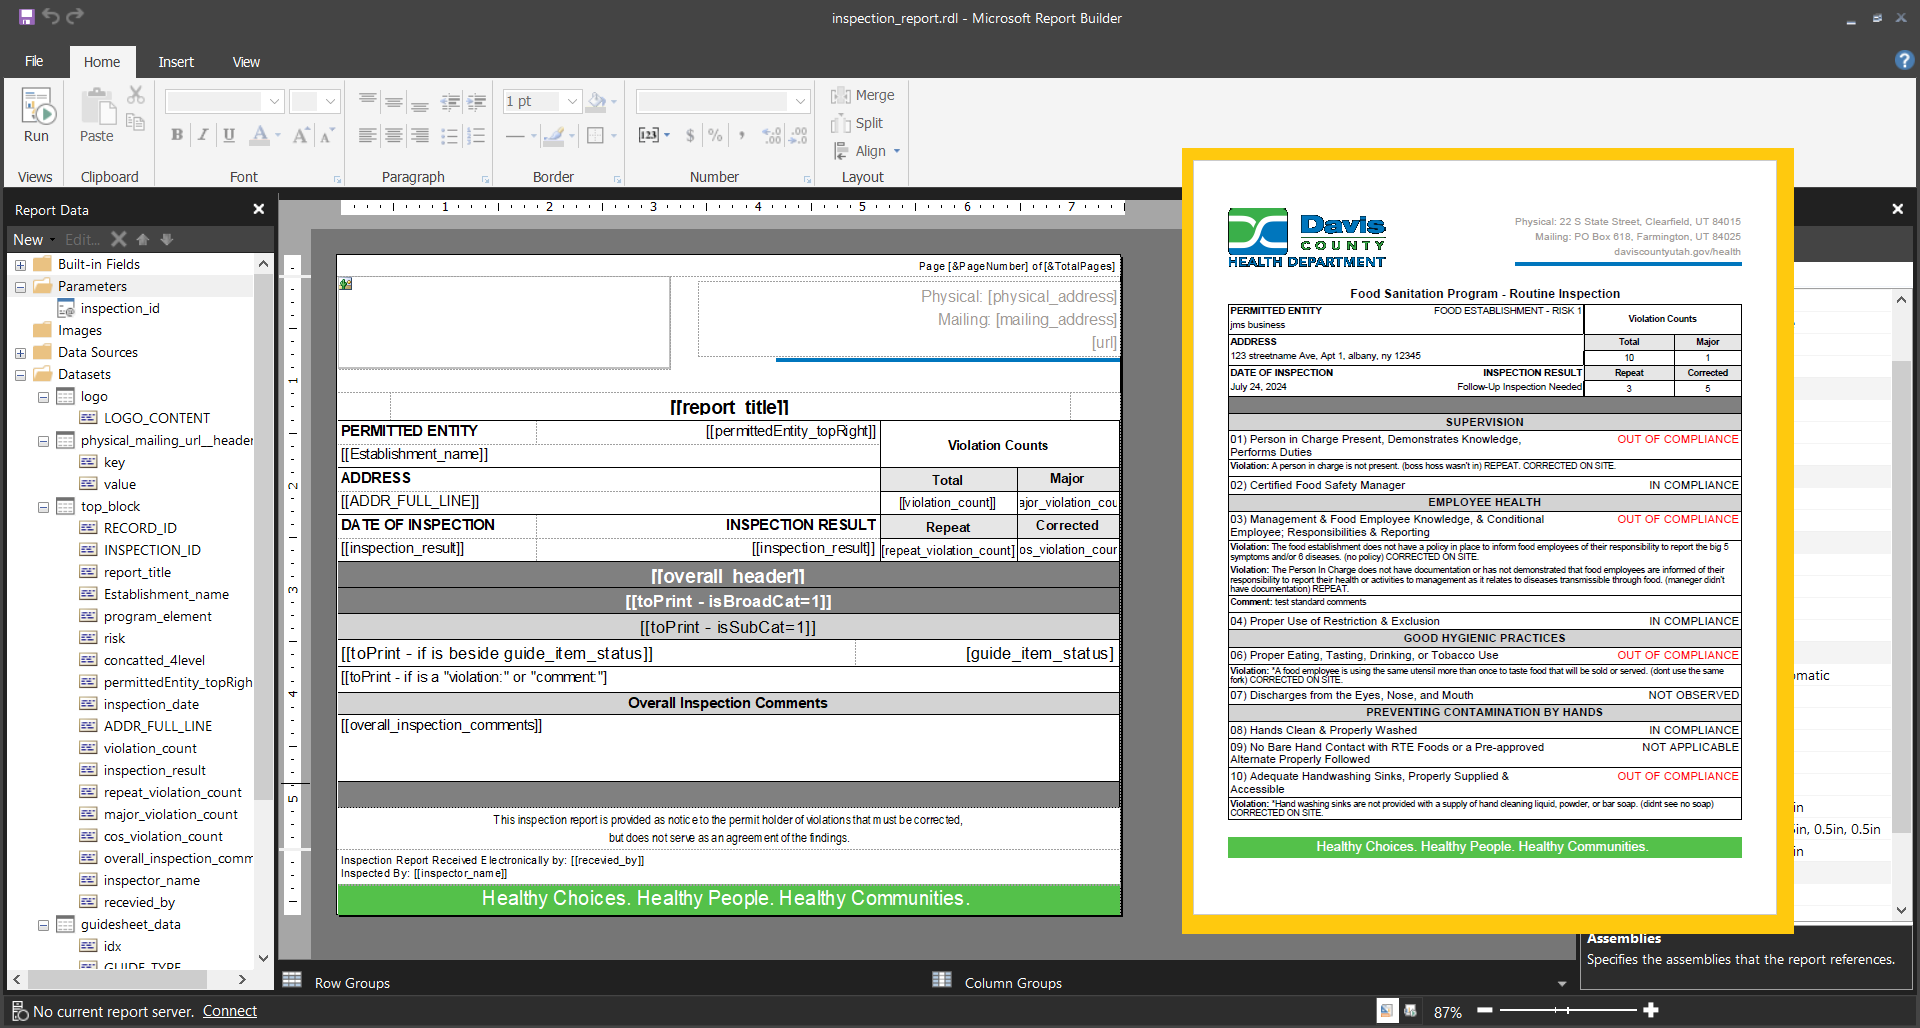 inspection_report.rdl - Microsoft Report Builder
File
Home
Insert
View
Run
Paste
1 pt
Merge
Split
Align
Views
Clipboard
Font
Paragraph
Border
Number
Layout
Report Data
New
Edit...
Built-in Fields
Parameters
inspection_id
Images
Data Sources
Datasets
logo
LOGO_CONTENT
physical_mailing_url__header
key
value
top_block
RECORD_ID
INSPECTION_ID
report_title
Establishment_name
program_element
risk
concatted_4level
permittedEntity_topRigh
inspection_date
ADDR_FULL_LINE
violation_count
inspection_result
repeat_violation_count
major_violation_count
cos_violation_count
overall_inspection_comm
inspector_name
recevied_by
guidesheet_data
idx
GUIDE_TYPE
1 2 3 4 5 6 7
1
2
3
4
5
Page [&PageNumber] of [&TotalPages]
Physical: [physical_address]
Mailing: [mailing_address]
[url]
[[report_title]]
PERMITTED ENTITY
[[permittedEntity_topRight]
[[Establishment_name]]
Violation Counts
ADDRESS
Total
Major
[[ADDR_FULL_LINE]]
[[violation_count]]
ajor_violation_cou
DATE OF INSPECTION
INSPECTION RESULT
Repeat
Corrected
[[inspection_result]]
[[inspection_result]]
[repeat_violation_count]
os_violation_cour
[[overall_header]]
[[toPrint - isBroadCat=1]]
[[toPrint - isSubCat=1]]
[[toPrint - if is beside guide_item_status]]
[guide_item_status]
[[toPrint - if is a "violation:" or "comment:"]
Overall Inspection Comments
[[overall_inspection_comments]]
This inspection report is provided as notice to the permit holder of violations that must be corrected,
but does not serve as an agreement of the findings.
Inspection Report Received Electronically by: [[recevied_by]]
Inspected By: [[inspector_name]]
Healthy Choices. Healthy People. Healthy Communities.
Davis
COUNTY
HEALTH DEPARTMENT
Physical: 22 S State Street, Clearfield, UT 84015
Mailing: PO Box 618, Farmington, UT 84025
daviscountyutah.gov/health
Food Sanitation Program - Routine Inspection
PERMITTED ENTITY
FOOD ESTABLISHMENT - RISK 1
Violation Counts
jms business
ADDRESS
Total
Major
123 streetname Ave, Apt 1, albany, ny 12345
10
1
DATE OF INSPECTION
INSPECTION RESULT
Repeat
Corrected
July 24, 2024
Follow-Up Inspection Needed
3
5
SUPERVISION
01) Person in Charge Present, Demonstrates Knowledge,
OUT OF COMPLIANCE
Performs Duties
Violation: A person in charge is not present. (boss hoss wasn't in) REPEAT. CORRECTED ON SITE.
02) Certified Food Safety Manager
IN COMPLIANCE
EMPLOYEE HEALTH
03) Management & Food Employee Knowledge, & Conditional
OUT OF COMPLIANCE
Employee; Responsibilities & Reporting
Violation: The food establishment does not have a policy in place to inform food employees of their responsibility to report the big 5
symptoms and/or 6 diseases. (no policy) CORRECTED ON SITE.
Violation: The Person In Charge does not have documentation or has not demonstrated that food employees are informed of their
responsibility to report their health or activities to management as it relates to diseases transmissible through food. (maneger didn't
have documentation) REPEAT.
Comment: test standard comments
04) Proper Use of Restriction & Exclusion
IN COMPLIANCE
GOOD HYGIENIC PRACTICES
06) Proper Eating, Tasting, Drinking, or Tobacco Use
OUT OF COMPLIANCE
Violation: *A food employee is using the same utensil more than once to taste food that will be sold or served. (dont use the same
fork) CORRECTED ON SITE.
07) Discharges from the Eyes, Nose, and Mouth
NOT OBSERVED
PREVENTING CONTAMINATION BY HANDS
08) Hands Clean & Properly Washed
IN COMPLIANCE
09) No Bare Hand Contact with RTE Foods or a Pre-approved
NOT APPLICABLE
Alternate Properly Followed
10) Adequate Handwashing Sinks, Properly Supplied &
OUT OF COMPLIANCE
Accessible
Violation: *Hand washing sinks are not provided with a supply of hand cleaning liquid, powder, or bar soap. (didnt see no soap)
CORRECTED ON SITE.
Healthy Choices. Healthy People. Healthy Communities.
omatic
in
5in, 0.5in, 0.5in
in
Assemblies
Specifies the assemblies that the report references.
Row Groups
Column Groups
No current report server.
Connect
87%